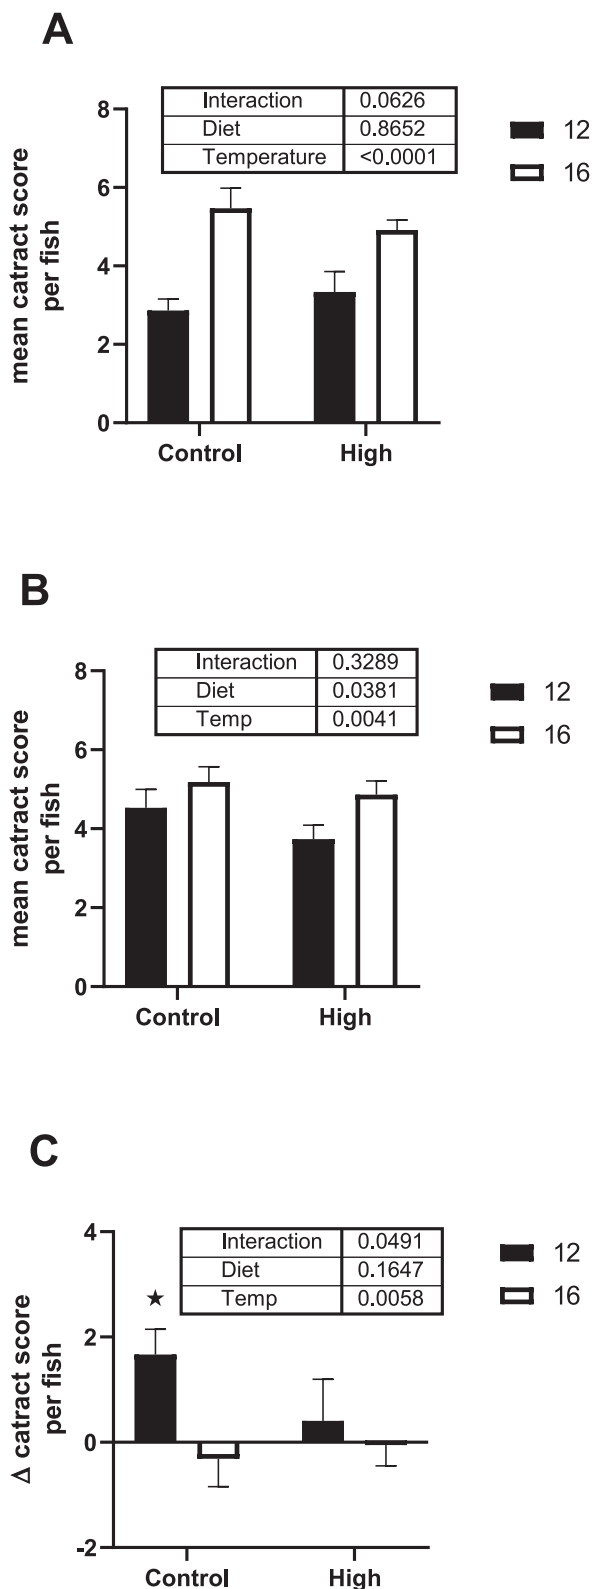 A
Interaction 0.0626
Diet 0.8652
Temperature <0.0001
12
16
mean catract score
per fish
8
6
4
2
0
Control High
B
Interaction 0.3289
Diet 0.0381
Temp 0.0041
12
16
mean catract score
per fish
8
6
4
2
0
Control High
C
Interaction 0.0491
Diet 0.1647
Temp 0.0058
12
16
Δ catract score
per fish
4
2
0
-2
Control High